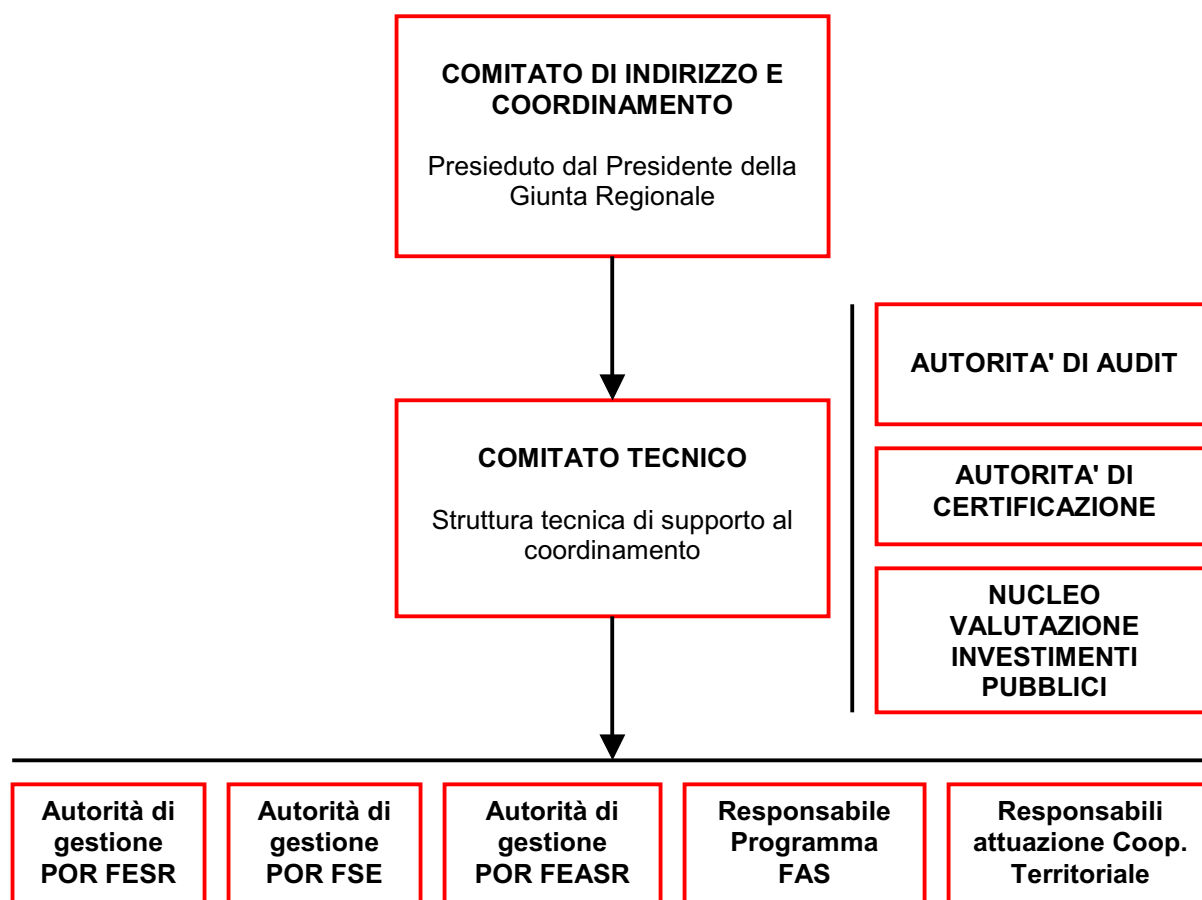 COMITATO DI INDIRIZZO E
COORDINAMENTO
Presieduto dal Presidente della
Giunta Regionale
AUTORITA' DI AUDIT
COMITATO TECNICO
Struttura tecnica di supporto al
coordinamento
AUTORITA' DI
CERTIFICAZIONE
NUCLEO
VALUTAZIONE
INVESTIMENTI
PUBBLICI
Autorità di
gestione
POR FESR
Autorità di
gestione
POR FSE
Autorità di
gestione
POR FEASR
Responsabile
Programma
FAS
Responsabili
attuazione Coop.
Territoriale